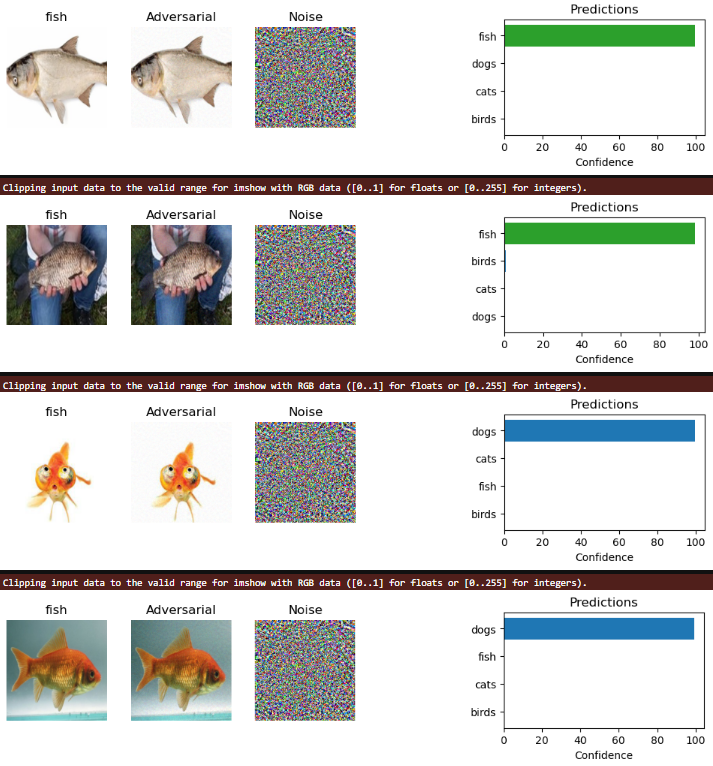 fish Adversarial Noise Predictions
fish
dogs
cats
birds
0 20 40 60 80 100
Confidence
Clipping input data to the valid range for imshow with RGB data ([0..1] for floats or [0..255] for integers).
fish Adversarial Noise Predictions
fish
birds
cats
dogs
0 20 40 60 80 100
Confidence
Clipping input data to the valid range for imshow with RGB data ([0..1] for floats or [0..255] for integers).
fish Adversarial Noise Predictions
dogs
cats
fish
birds
0 20 40 60 80 100
Confidence
Clipping input data to the valid range for imshow with RGB data ([0..1] for floats or [0..255] for integers).
fish Adversarial Noise Predictions
dogs
fish
cats
birds
0 20 40 60 80 100
Confidence